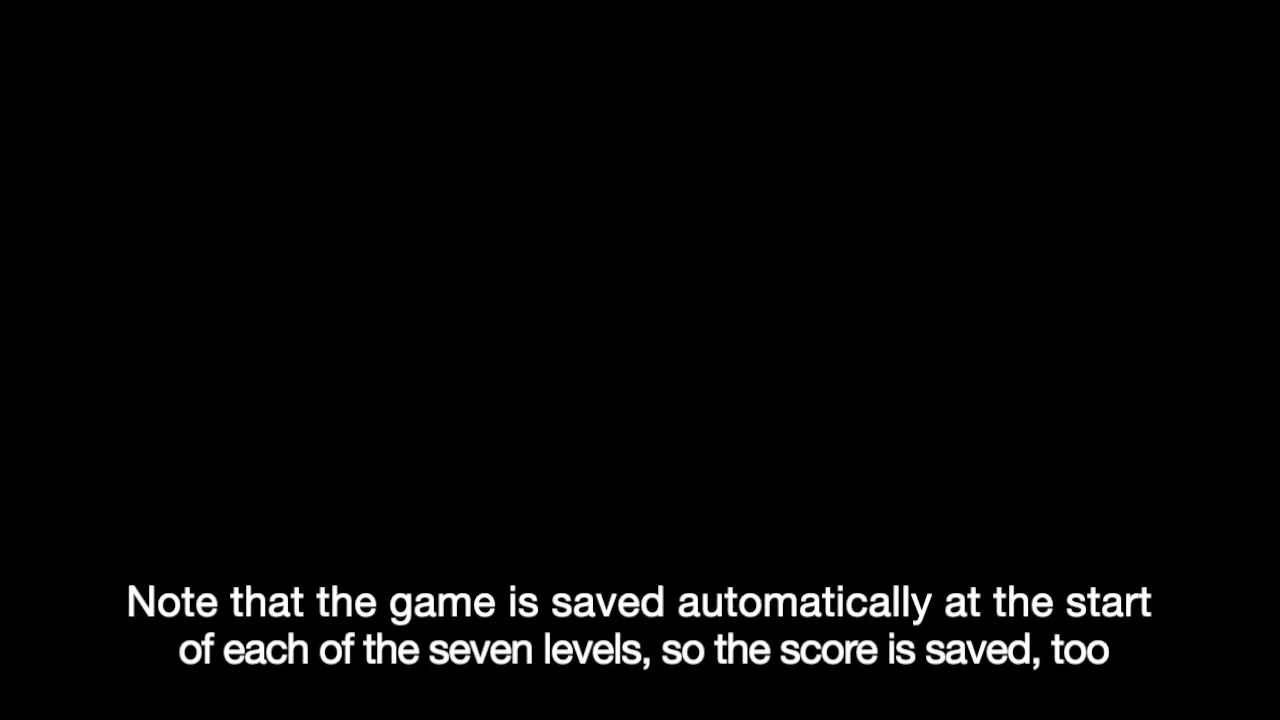 Note that the game is saved automatically at the start
of each of the seven levels, so the score is saved, too